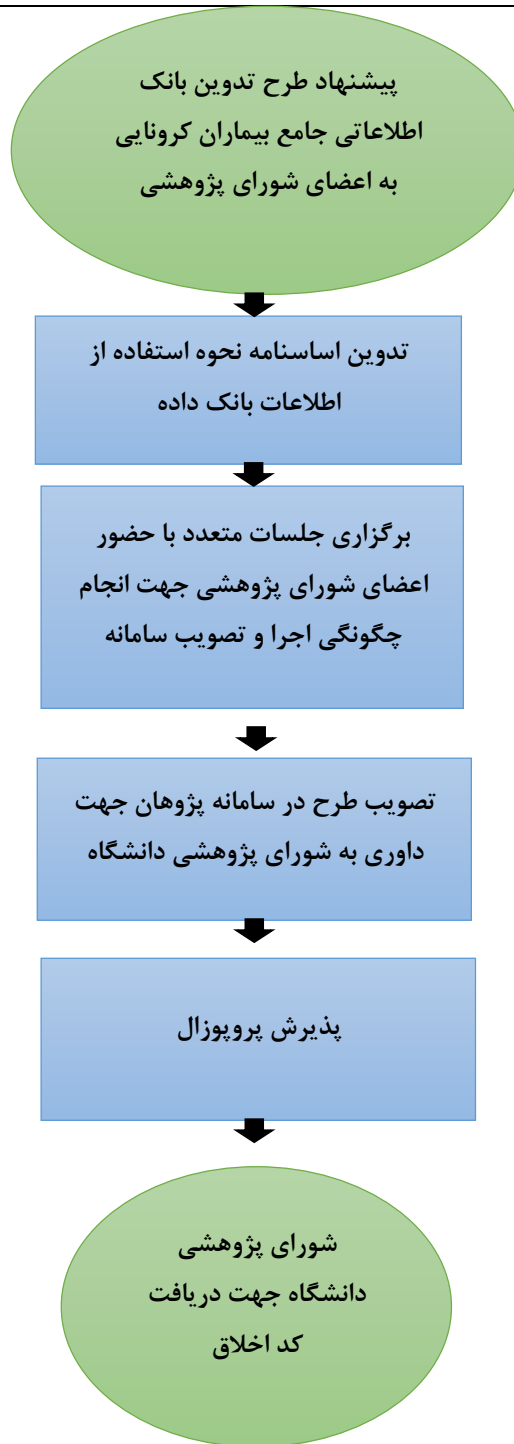 پیشنهاد طرح تدوین بانک
اطلاعاتی جامع بیماران کرونایی
به اعضای شورای پژوهشی
تدوین اساسنامه نحوه استفاده از
اطلاعات بانک داده
برگزاری جلسات متعدد با حضور
اعضای شورای پژوهشی جهت انجام
چگونگی اجرا و تصویب سامانه
تصویب طرح در سامانه پژوهان جهت
داوری به شورای پژوهشی دانشگاه
پذیرش پروپوزال
شورای پژوهشی
دانشگاه جهت دریافت
کد اخلاق